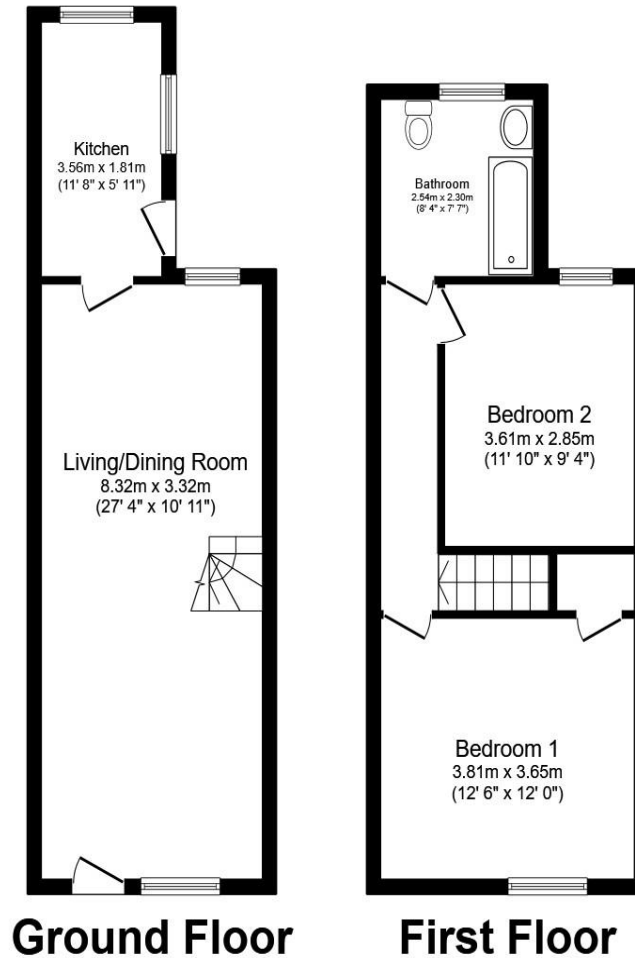 Kitchen
3.56m x 1.81m
(11' 8" x 5' 11")
Living/Dining Room
8.32m x 3.32m
(27' 4" x 10' 11")
Ground Floor
Bathroom
2.54m x 2.30m
(8' 4" x 7' 7")
Bedroom 2
3.61m x 2.85m
(11' 10" x 9' 4")
Bedroom 1
3.81m x 3.65m
(12' 6" x 12' 0")
First Floor